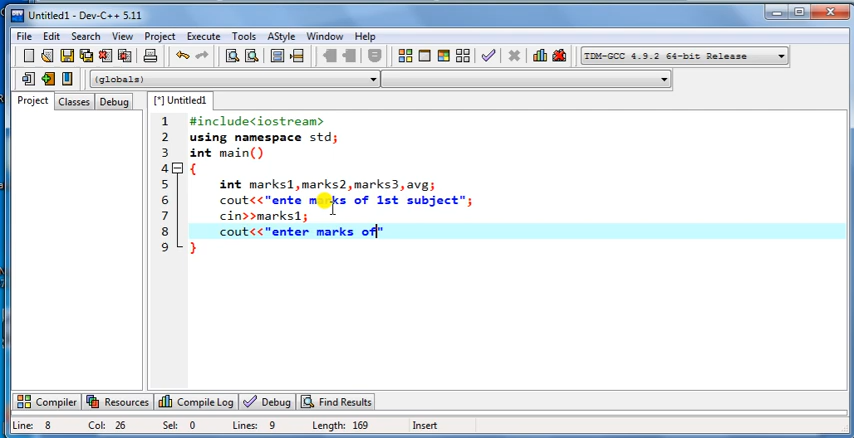 Untitled1 - Dev-C++ 5.11
File Edit Search View Project Execute Tools AStyle Window Help
TDM-GCC 4.9.2 64-bit Release
(globals)
Project Classes Debug [*] Untitled1
1 #include<iostream>
2 using namespace std;
3 int main()
4 {
5 int marks1,marks2,marks3,avg;
6 cout<<"ente marks of 1st subject";
7 cin>>marks1;
8 cout<<"enter marks of"
9 }
Compiler Resources Compile Log Debug Find Results
Line: 8 Col: 26 Sel: 0 Lines: 9 Length: 169 Insert